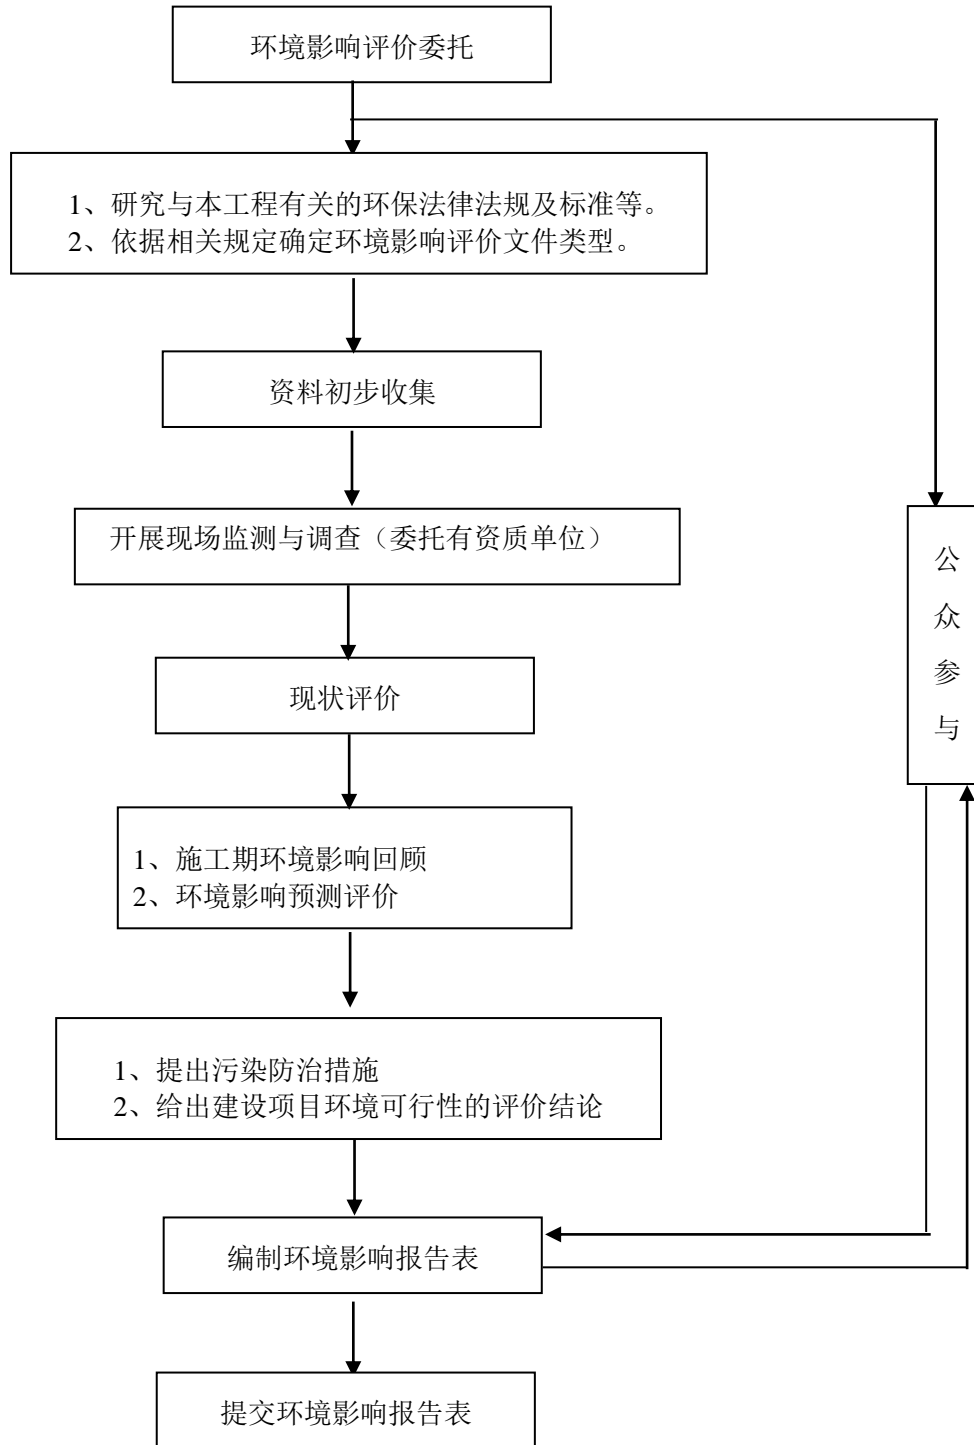 环境影响评价委托
1、研究与本工程有关的环保法律法规及标准等。
2、依据相关规定确定环境影响评价文件类型。
资料初步收集
开展现场监测与调查（委托有资质单位）
现状评价
1、施工期环境影响回顾
2、环境影响预测评价
1、提出污染防治措施
2、给出建设项目环境可行性的评价结论
编制环境影响报告表
提交环境影响报告表
公
众
参
与